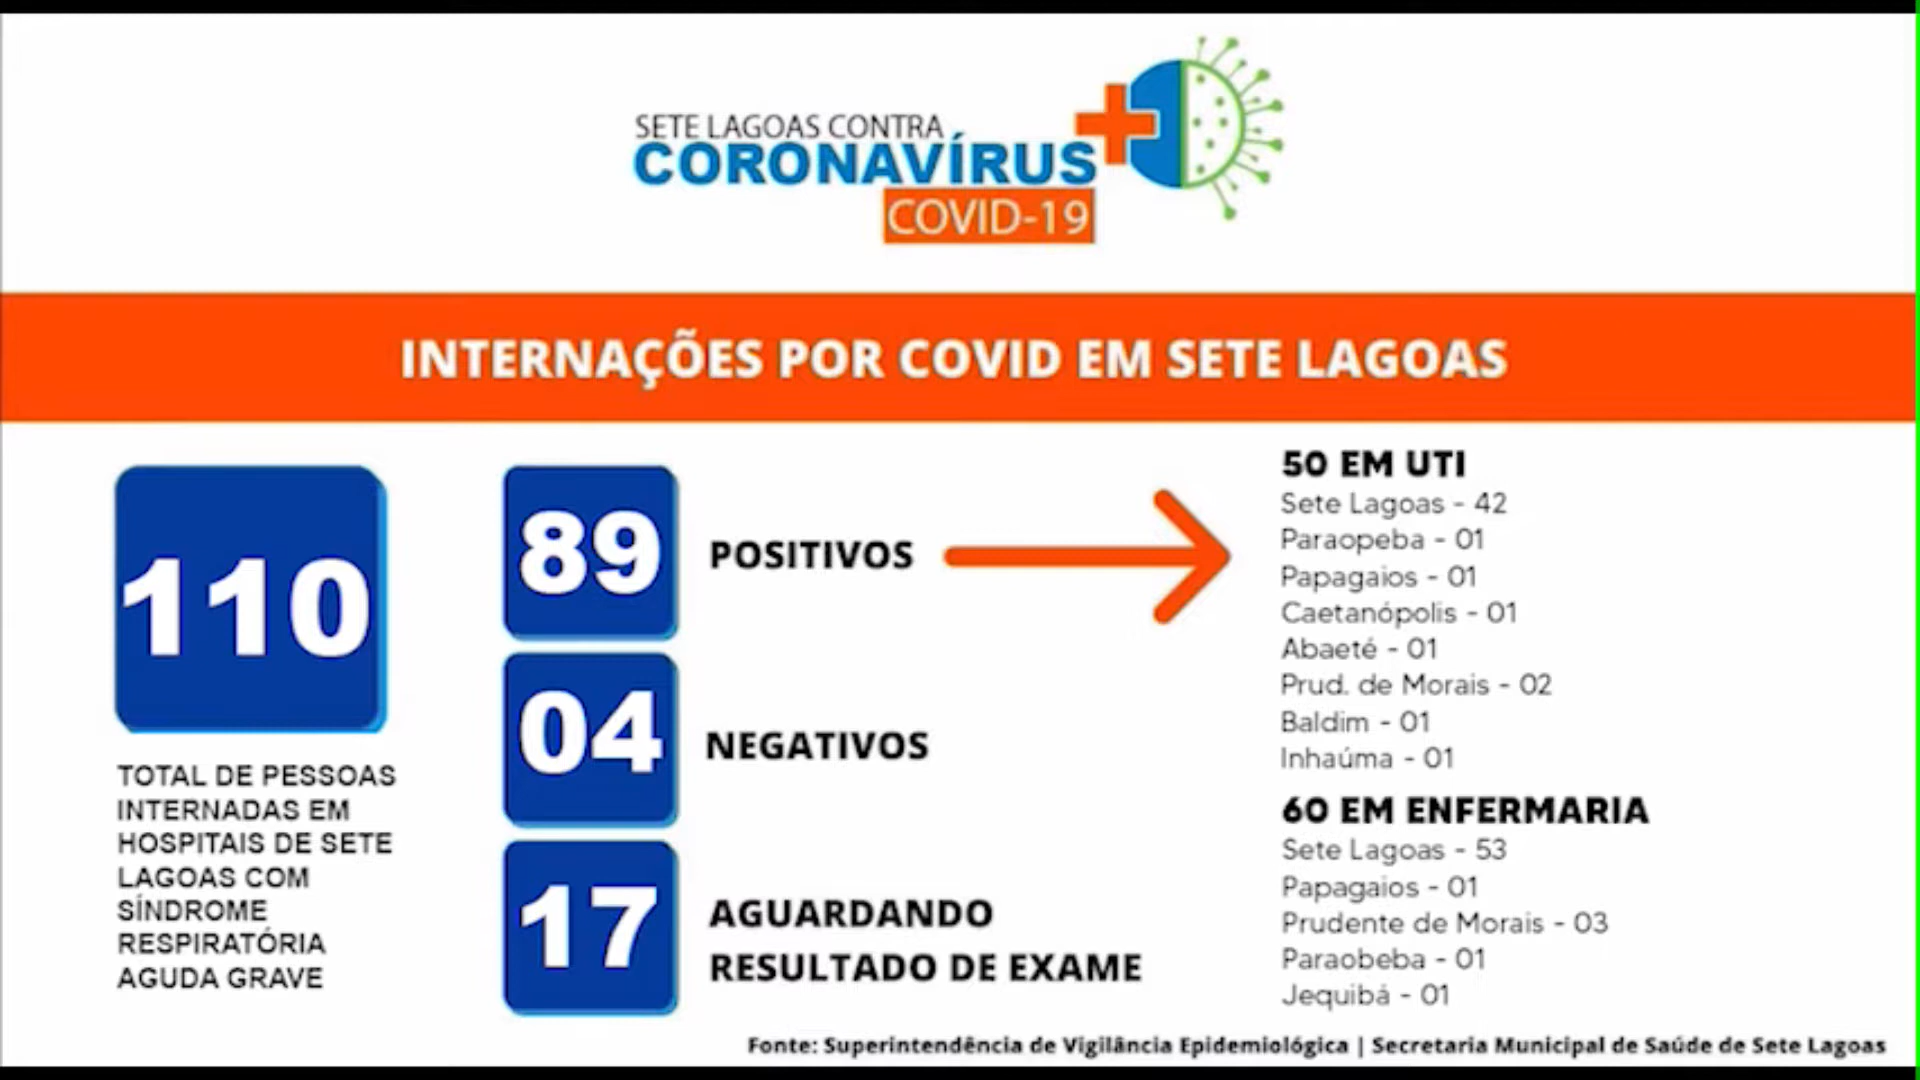 SETE LAGOAS CONTRA
CORONAVÍRUS
COVID-19
INTERNAÇÕES POR COVID EM SETE LAGOAS
110
TOTAL DE PESSOAS
INTERNADAS EM
HOSPITAIS DE SETE
LAGOAS COM
SÍNDROME
RESPIRATÓRIA
AGUDA GRAVE
89
POSITIVOS
04
NEGATIVOS
17
AGUARDANDO
RESULTADO DE EXAME
50 EM UTI
Sete Lagoas - 42
Paraopeba - 01
Papagaios - 01
Caetanópolis - 01
Abaeté - 01
Prud. de Morais - 02
Baldim - 01
Inhaúma - 01
60 EM ENFERMARIA
Sete Lagoas - 53
Papagaios - 01
Prudente de Morais - 03
Paraobeba - 01
Jequibá - 01
Fonte: Superintendência de Vigilância Epidemiológica | Secretaria Municipal de Saúde de Sete Lagoas